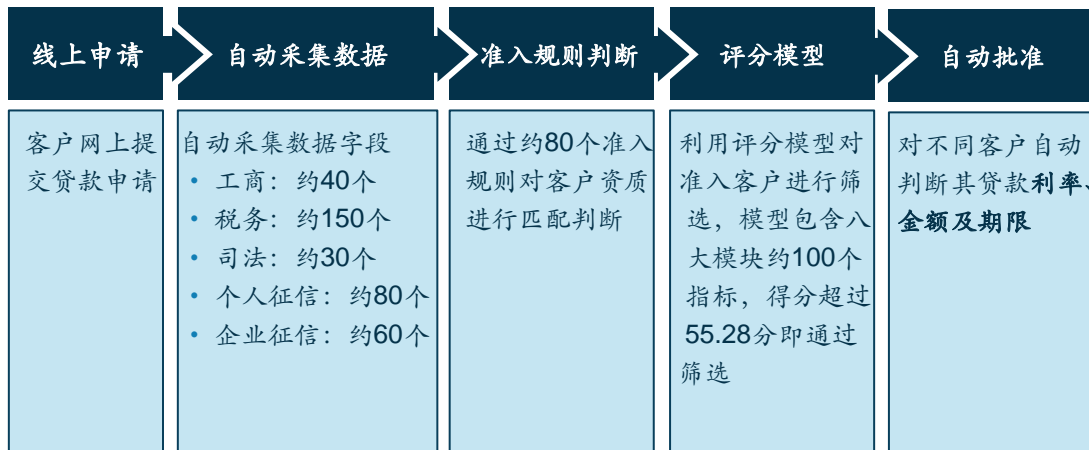 线上申请
自动采集数据
准入规则判断
评分模型
自动批准
客户网上提
交贷款申请
自动采集数据字段
• 工商：约40个
• 税务：约150个
• 司法：约30个
• 个人征信：约80个
• 企业征信：约60个
通过约80个准入
规则对客户资质
进行匹配判断
利用评分模型对
准入客户进行筛
选，模型包含八
大模块约100个
指标，得分超过
55.28分即通过
筛选
对不同客户自动
判断其贷款利率、
金额及期限